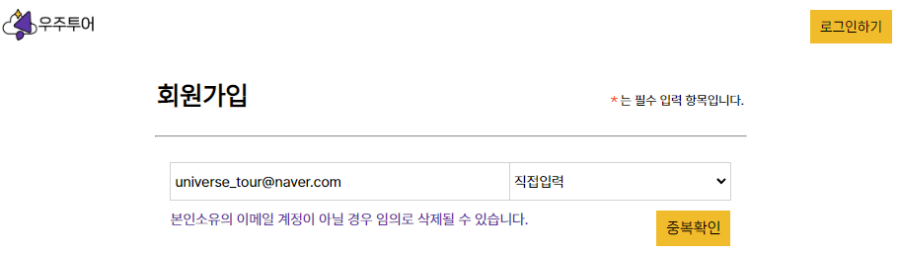 우주투어
로그인하기
회원가입
* 는 필수 입력 항목입니다.
universe_tour@naver.com
직접입력
본인소유의 이메일 계정이 아닐 경우 임의로 삭제될 수 있습니다.
중복확인